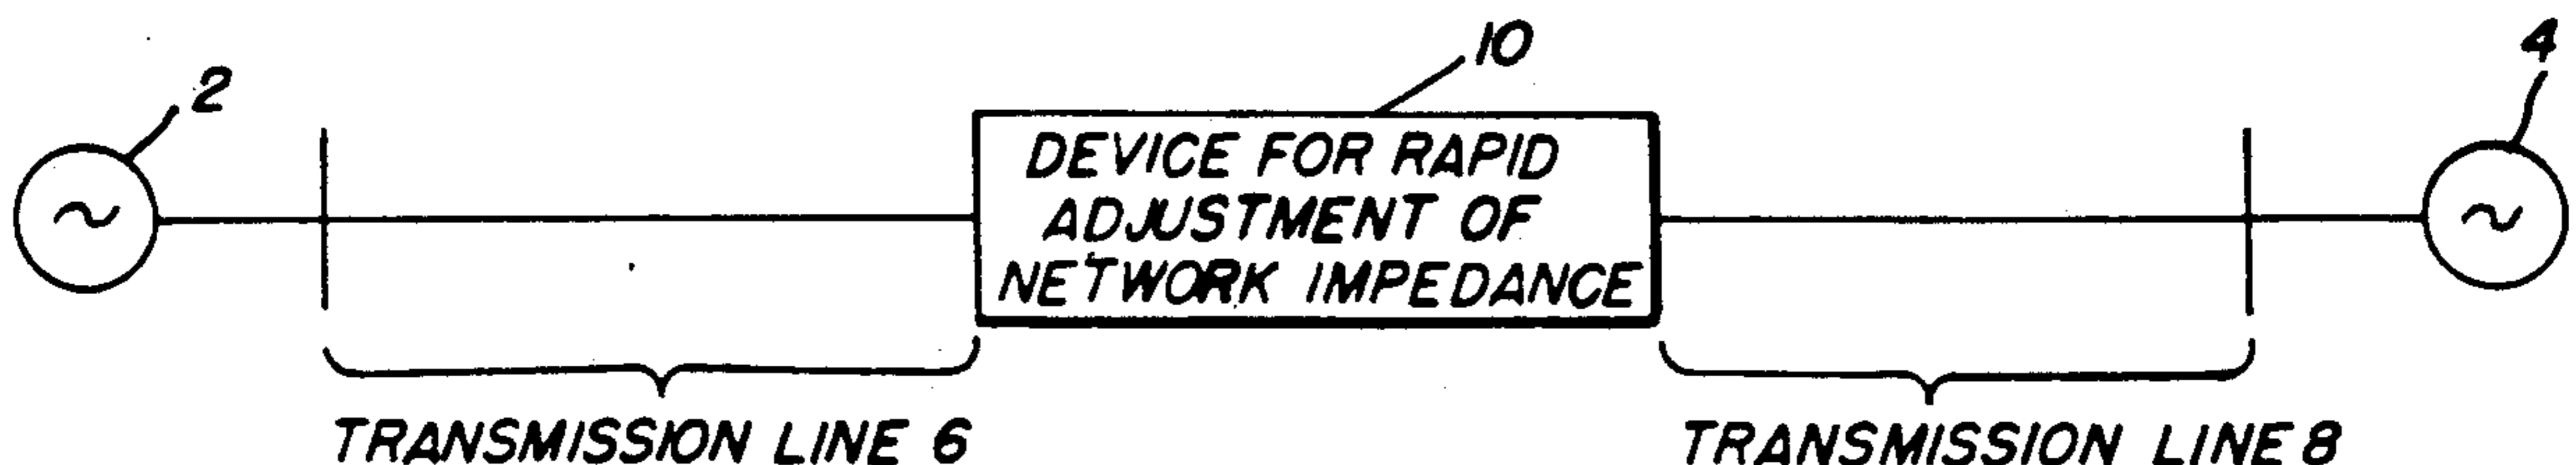 2
10
4
DEVICE FOR RAPID
ADJUSTMENT OF
NETWORK IMPEDANCE
TRANSMISSION LINE 6
TRANSMISSION LINE 8